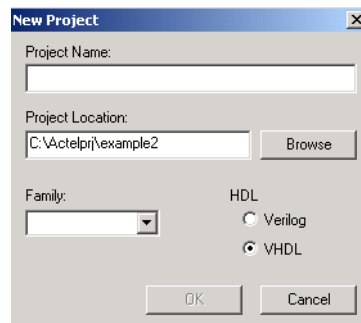 New Project
Project Name:
Project Location:
C:\Actelprj\example2
Browse
Family:
HDL
Verilog
VHDL
OK
Cancel